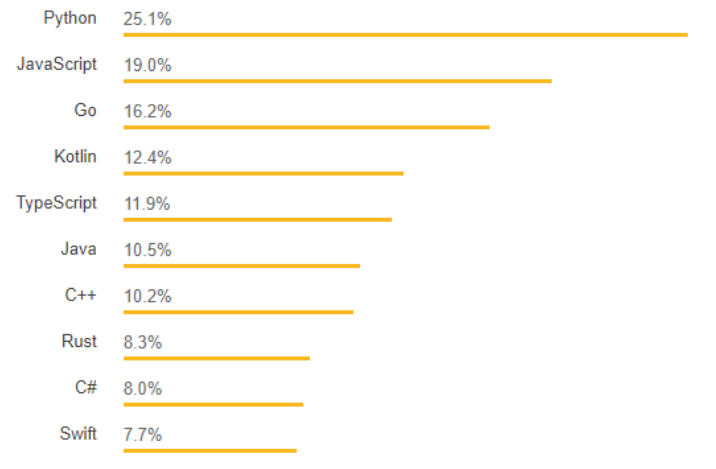 Python 25.1%
JavaScript 19.0%
Go 16.2%
Kotlin 12.4%
TypeScript 11.9%
Java 10.5%
C++ 10.2%
Rust 8.3%
C# 8.0%
Swift 7.7%